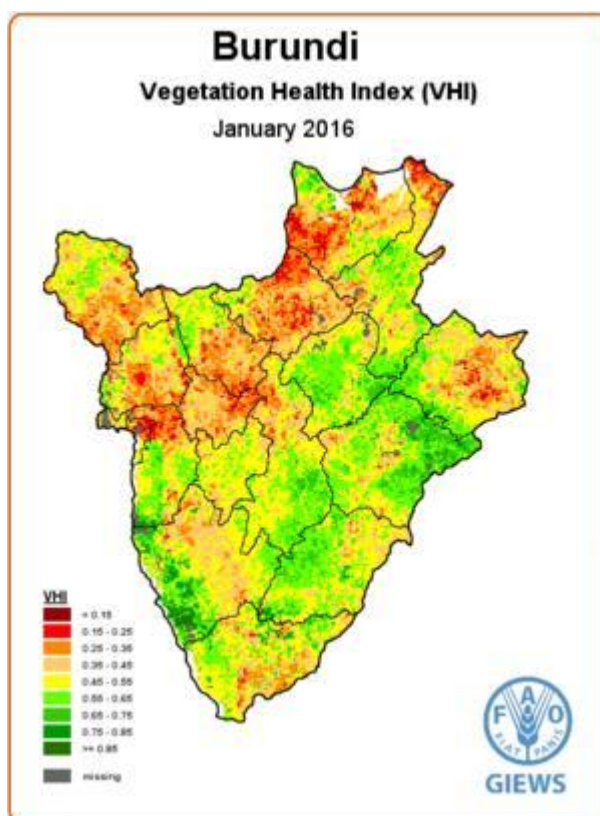 Burundi
Vegetation Health Index (VHI)
January 2016
VHI
< 0.15
0.15 - 0.25
0.25 - 0.35
0.35 - 0.45
0.45 - 0.55
0.55 - 0.65
0.65 - 0.75
0.75 - 0.85
>= 0.85
missing
F A O
FIAT PANIS
GIEWS